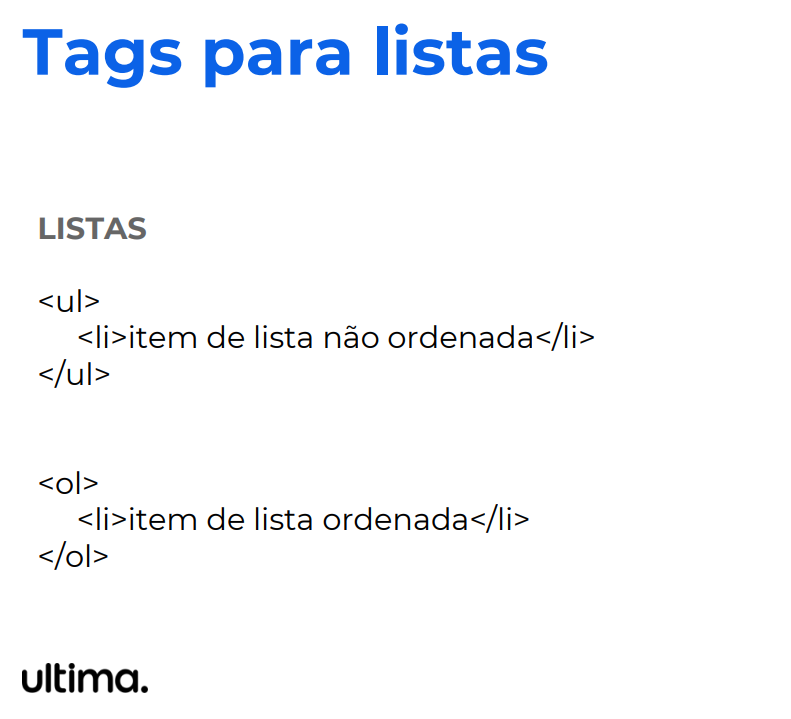 Tags para listas
LISTAS
<ul>
<li>item de lista não ordenada</li>
</ul>
<ol>
<li>item de lista ordenada</li>
</ol>
ultima.